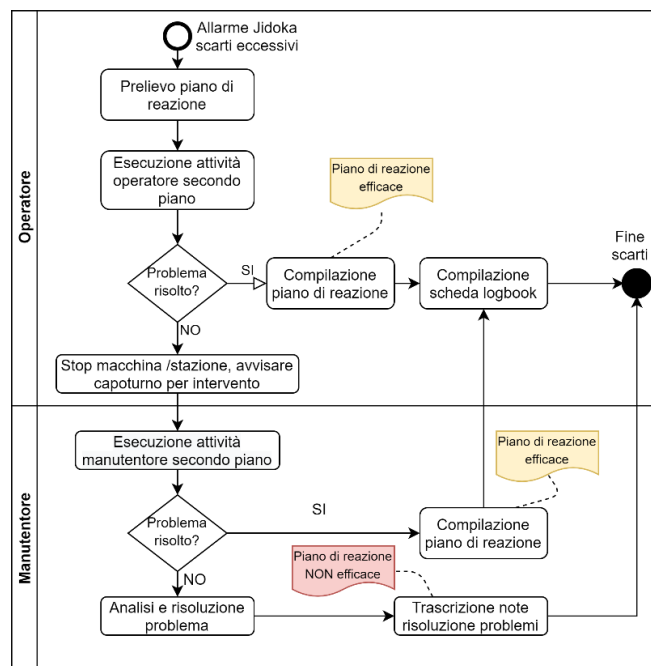 Allarme Jidoka
scarti eccessivi
Prelievo piano di
reazione
Esecuzione attività
operatore secondo
piano
Piano di reazione
efficace
Operatore
Problema
risolto?
SI
Compilazione
piano di reazione
Compilazione
scheda logbook
Fine
scarti
NO
Stop macchina /stazione, avvisare
capoturno per intervento
Esecuzione attività
manutentore secondo piano
Piano di reazione
efficace
Manutentore
Problema
risolto?
SI
Compilazione
piano di reazione
NO
Piano di reazione
NON efficace
Analisi e risoluzione
problema
Trascrizione note
risoluzione problemi